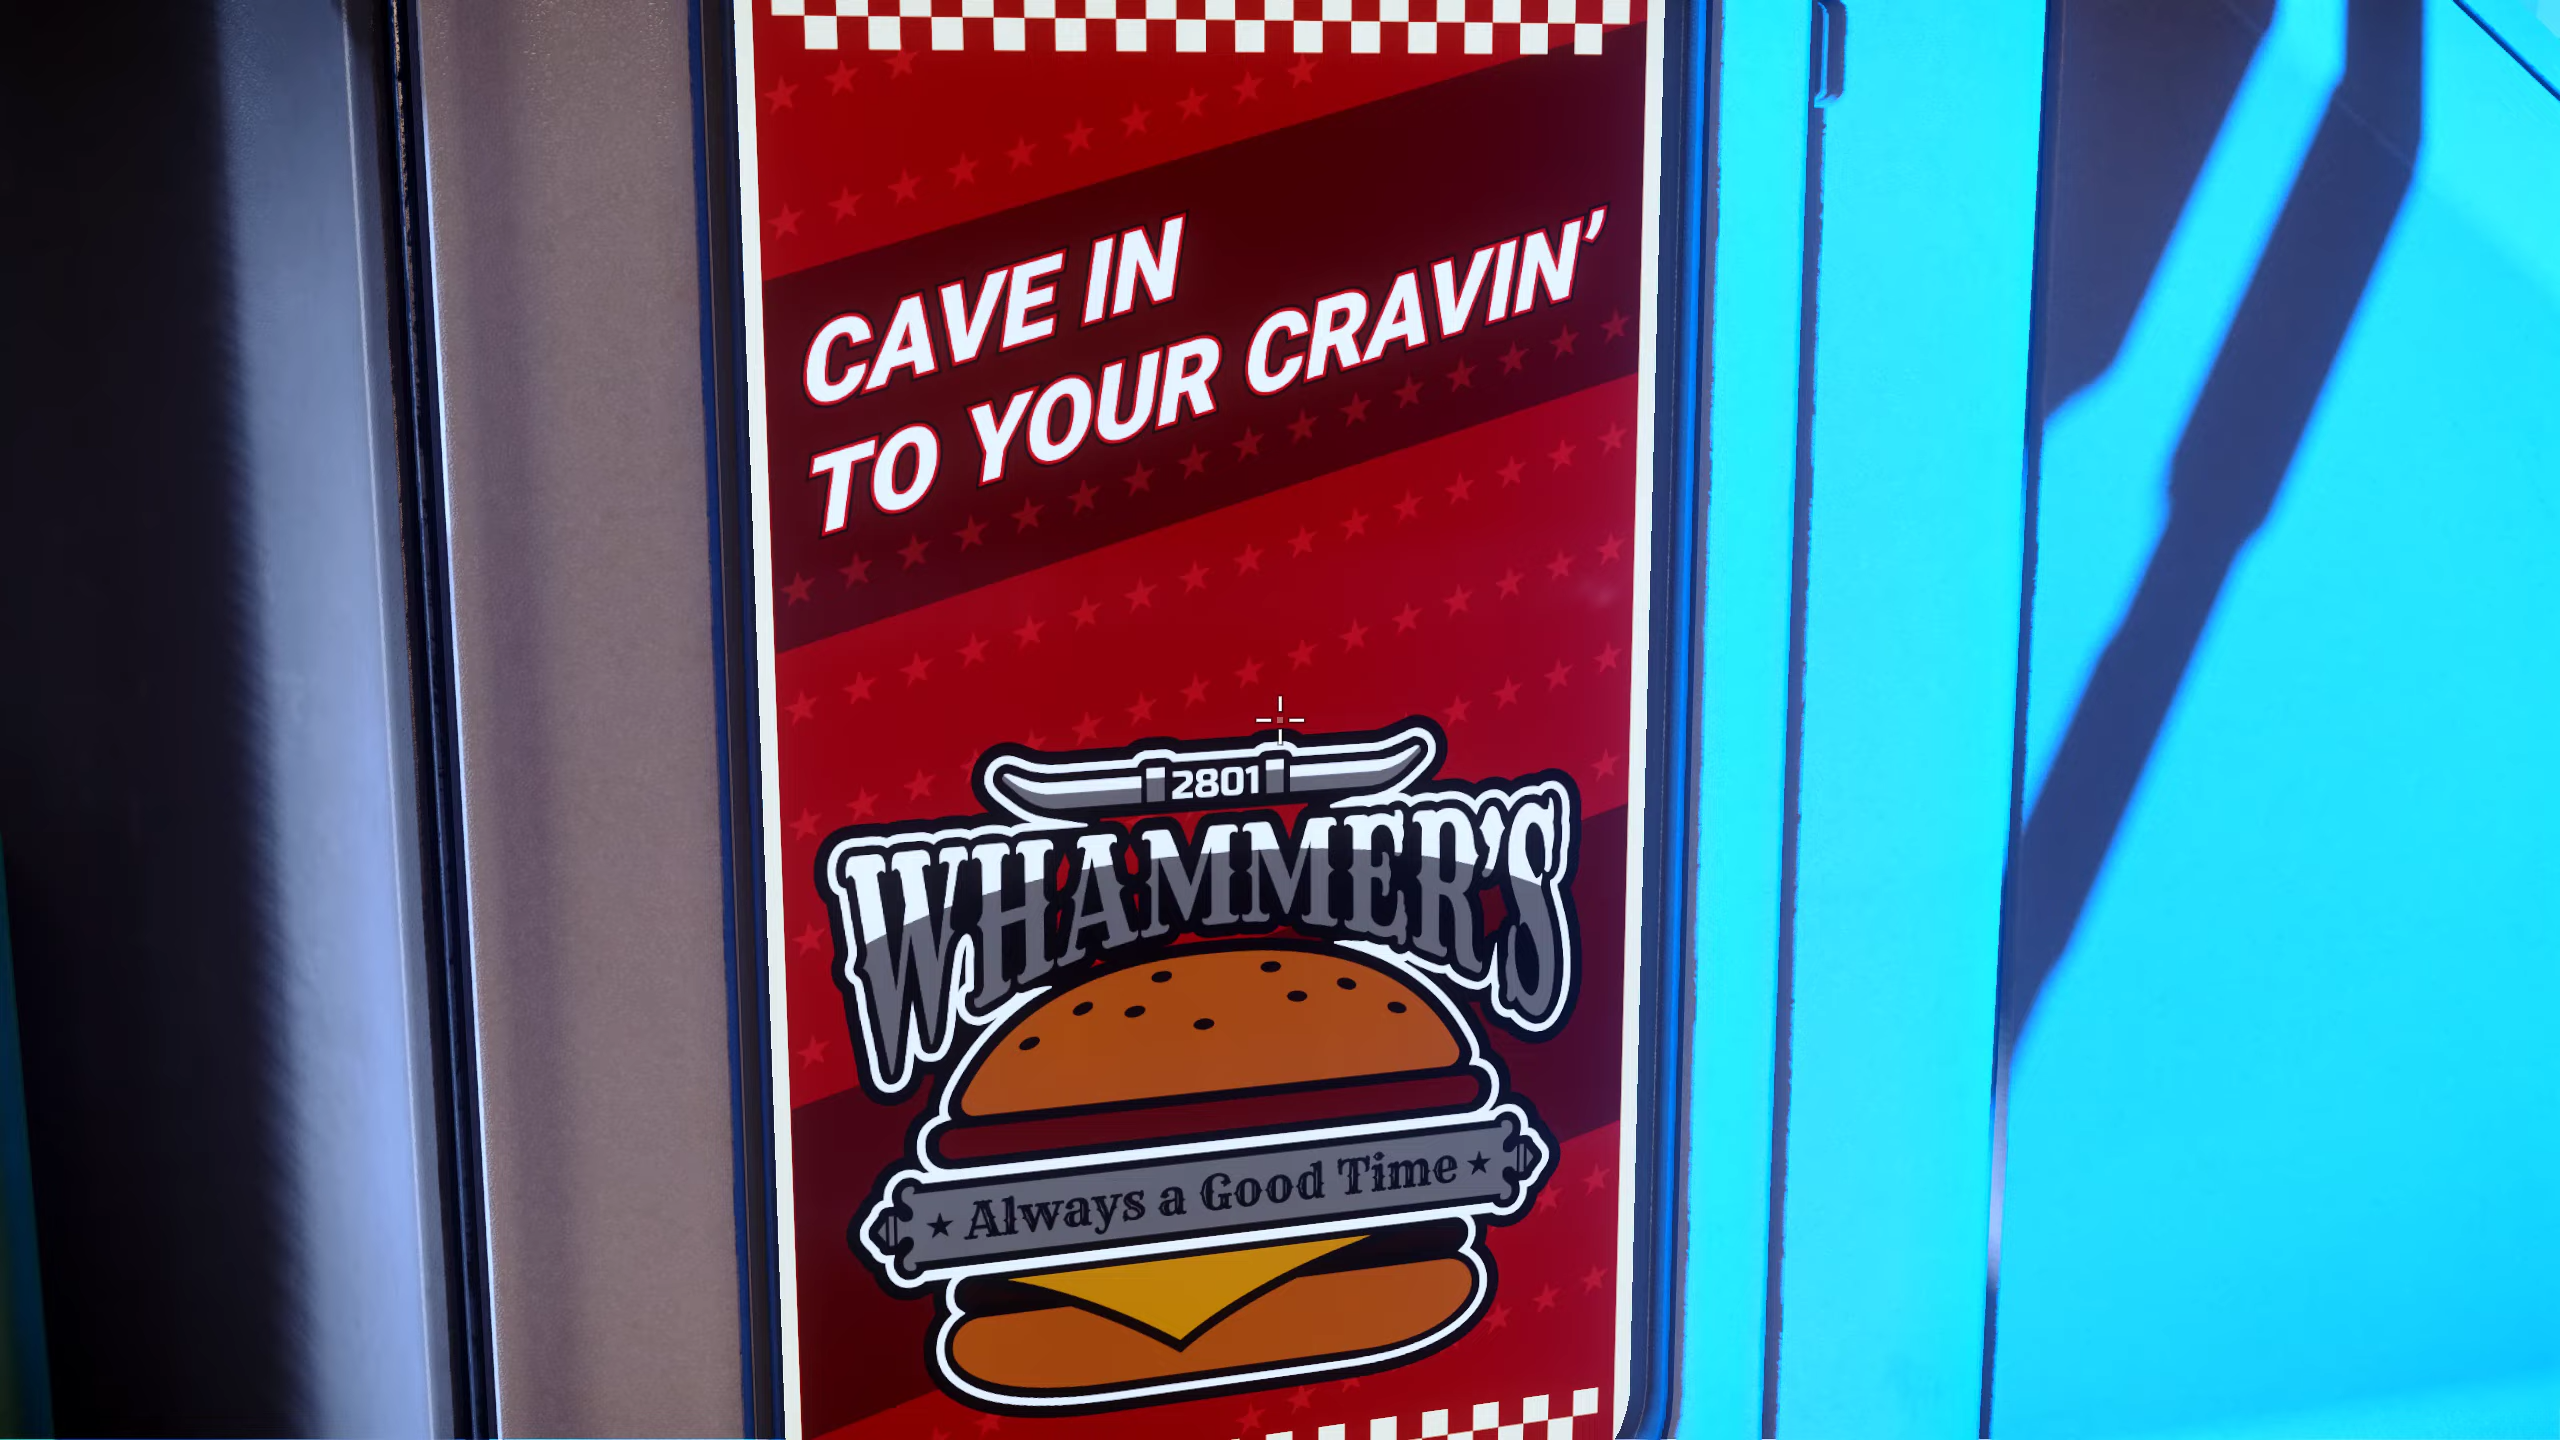 CAVE IN
TO YOUR CRAVIN’
2801
WHAMMER’S
★ Always a Good Time ★